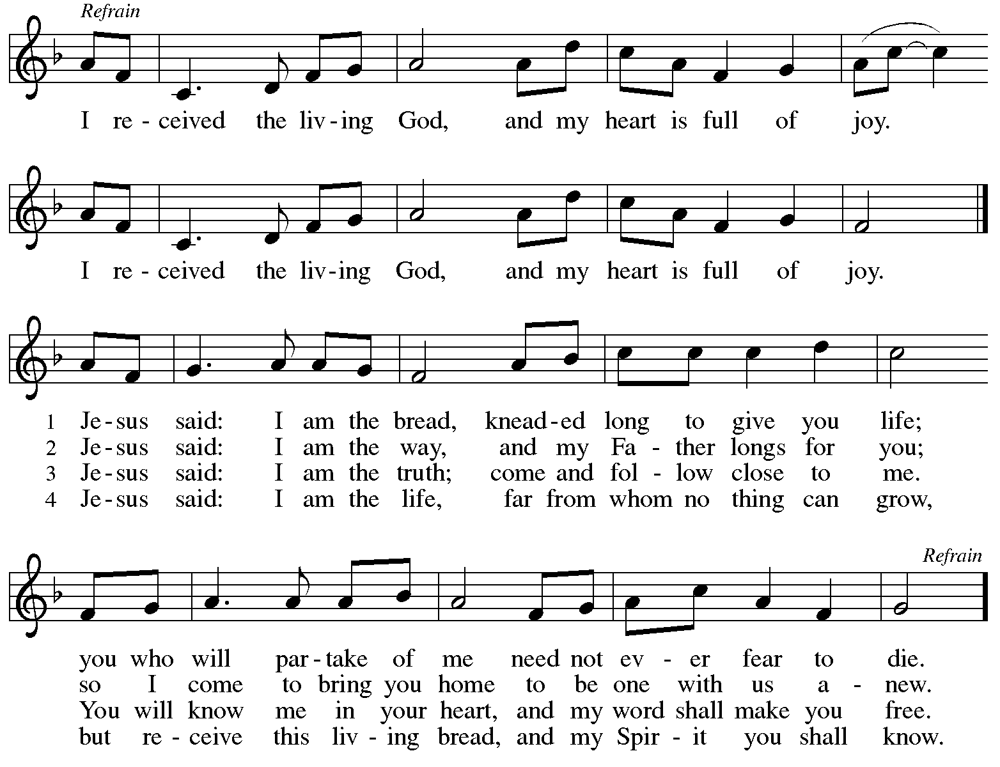 Refrain
I re - ceived the liv - ing God, and my heart is full of joy.
I re - ceived the liv - ing God, and my heart is full of joy.
1 Je - sus said: I am the bread, knead - ed long to give you life;
2 Je - sus said: I am the way, and my Fa - ther longs for you;
3 Je - sus said: I am the truth; come and fol - low close to me.
4 Je - sus said: I am the life, far from whom no thing can grow,
Refrain
you who will par - take of me need not ev - er fear to die.
so I come to bring you home to be one with us a - new.
You will know me in your heart, and my word shall make you free.
but re - ceive this liv - ing bread, and my Spir - it you shall know.